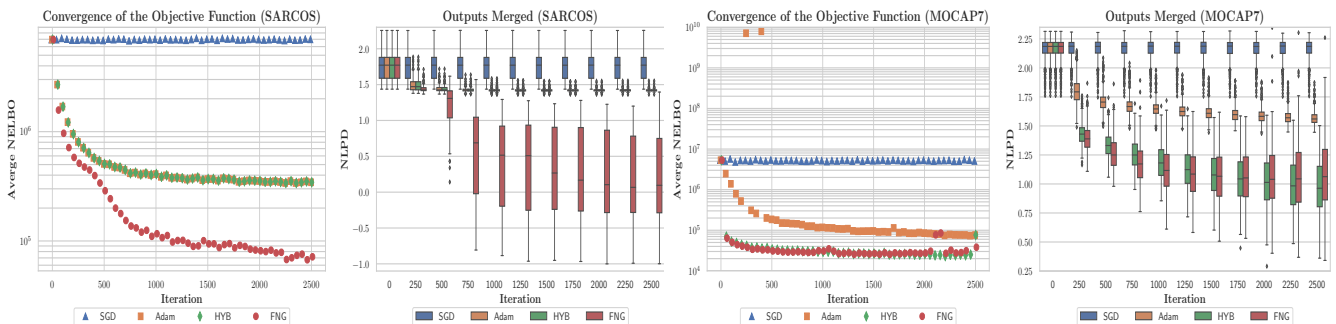 Convergence of the Objective Function (SARCOS)
Average NELBO
10^6
10^5
0 500 1000 1500 2000 2500
Iteration
SGD Adam HYB FNG
Outputs Merged (SARCOS)
NLPD
2.0
1.5
1.0
0.5
0.0
−0.5
−1.0
0 250 500 750 1000 1250 1500 1750 2000 2250 2500
Iteration
SGD Adam HYB FNG
Convergence of the Objective Function (MOCAP7)
Average NELBO
10^10
10^9
10^8
10^7
10^6
10^5
10^4
0 500 1000 1500 2000 2500
Iteration
SGD Adam HYB FNG
Outputs Merged (MOCAP7)
NLPD
2.25
2.00
1.75
1.50
1.25
1.00
0.75
0.50
0.25
0 250 500 750 1000 1250 1500 1750 2000 2250 2500
Iteration
SGD Adam HYB FNG